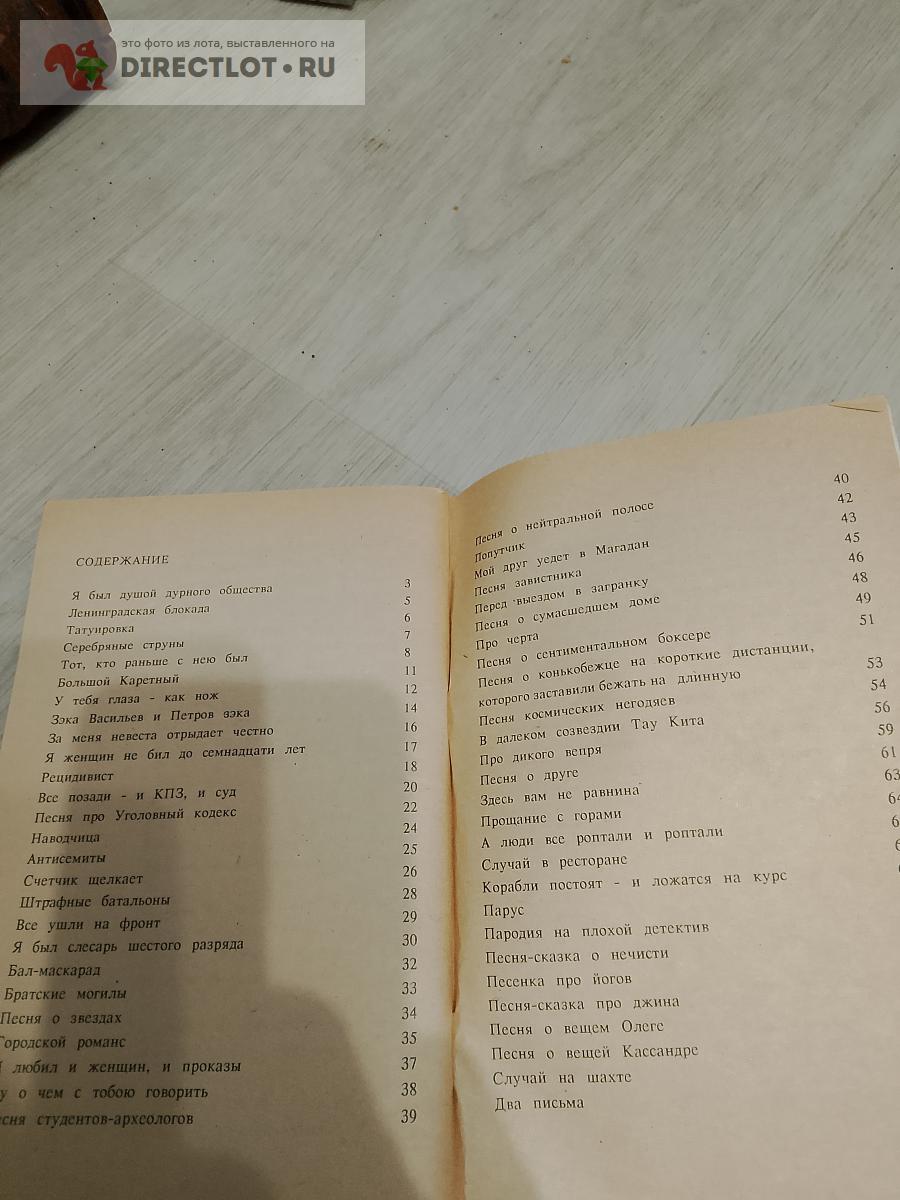 это фото из лота, выставленного на
DIRECTLOT•RU
СОДЕРЖАНИЕ
Я был душой дурного общества 3
Ленинградская блокада 5
Татуировка 6
Серебряные струны 7
Тот, кто раньше с нею был 8
Большой Каретный 11
У тебя глаза - как нож 12
Зэка Васильев и Петров зэка 14
За меня невеста отрыдает честно 16
Я женщин не бил до семнадцати лет 17
Рецидивист 18
Все позади - и КПЗ, и суд 20
Песня про Уголовный кодекс 22
Наводчица 24
Антисемиты 25
Счетчик щелкает 26
Штрафные батальоны 28
Все ушли на фронт 29
Я был слесарь шестого разряда 30
Бал-маскарад 32
Братские могилы 33
Песня о звездах 34
Городской романс 35
любил и женщин, и проказы 37
о чем с тобою говорить 38
студентов-археологов 39
Песня о нейтральной полосе 40
Попутчик 42
Мой друг уедет в Магадан 43
Песня завистника 45
Перед выездом в загранку 46
Песня о сумасшедшем доме 48
Про черта 49
Песня о сентиментальном боксере 51
Песня о конькобежце на короткие дистанции,
которого заставили бежать на длинную 53
Песня космических негодяев 54
В далеком созвездии Тау Кита 56
Про дикого вепря 59
Песня о друге 61
Здесь вам не равнина 63
Прощание с горами
А люди все роптали и роптали
Случай в ресторане
Корабли постоят - и ложатся на курс
Парус
Пародия на плохой детектив
Песня-сказка о нечисти
Песенка про йогов
Песня-сказка про джина
Песня о вещем Олеге
Песня о вещей Кассандре
Случай на шахте
Два письма